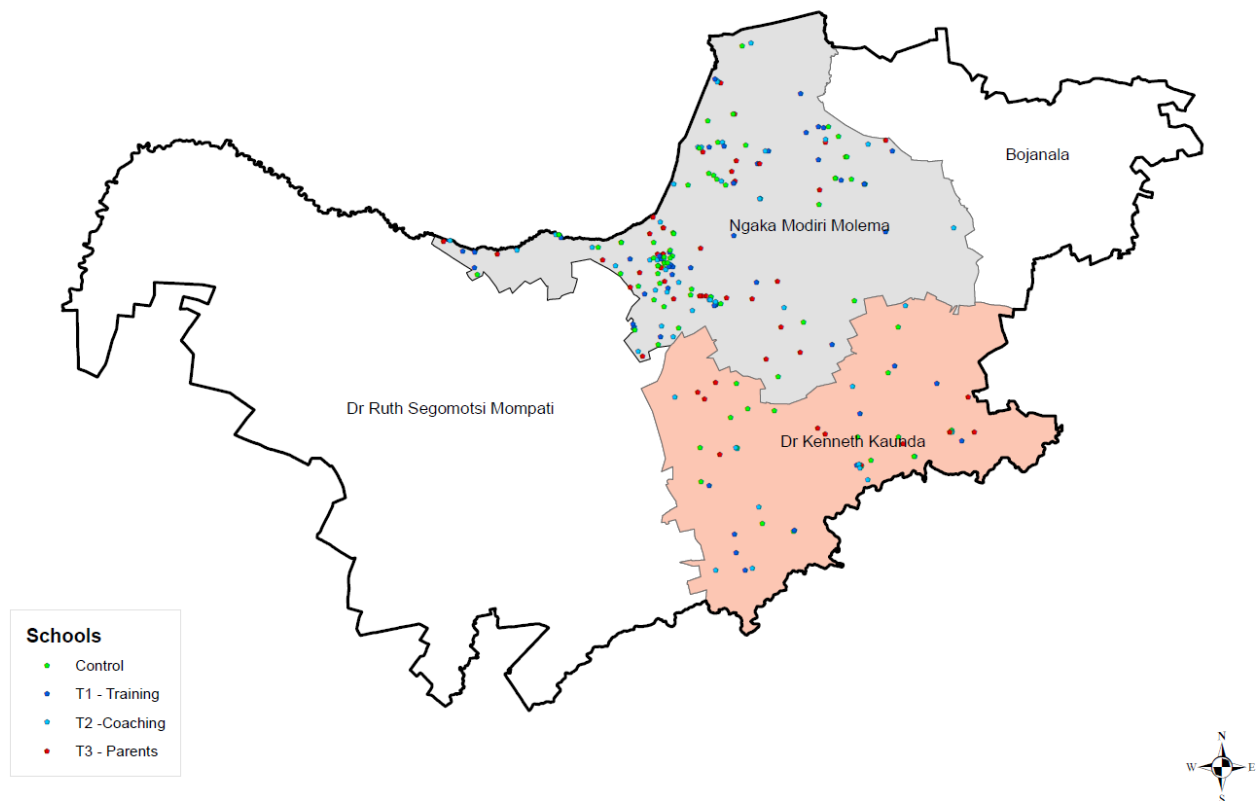 Bojanala
Ngaka Modiri Molema
Dr Ruth Segomotsi Mompati
Dr Kenneth Kaunda
Schools
Control
T1 - Training
T2 -Coaching
T3 - Parents
N
W E
S